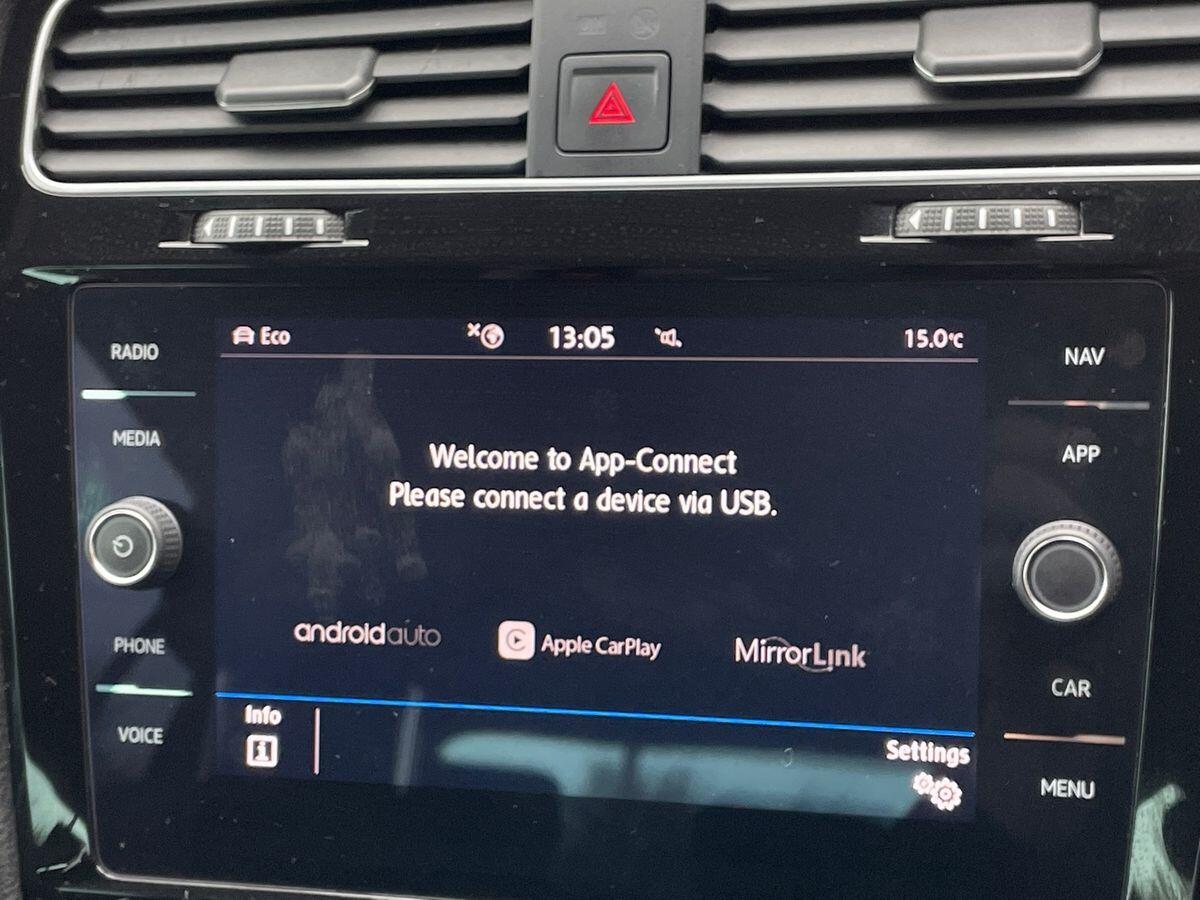 RADIO
MEDIA
PHONE
VOICE
Eco
13:05
15.0°C
Welcome to App-Connect
Please connect a device via USB.
androidauto
Apple CarPlay
MirrorLink
Info
Settings
NAV
APP
CAR
MENU